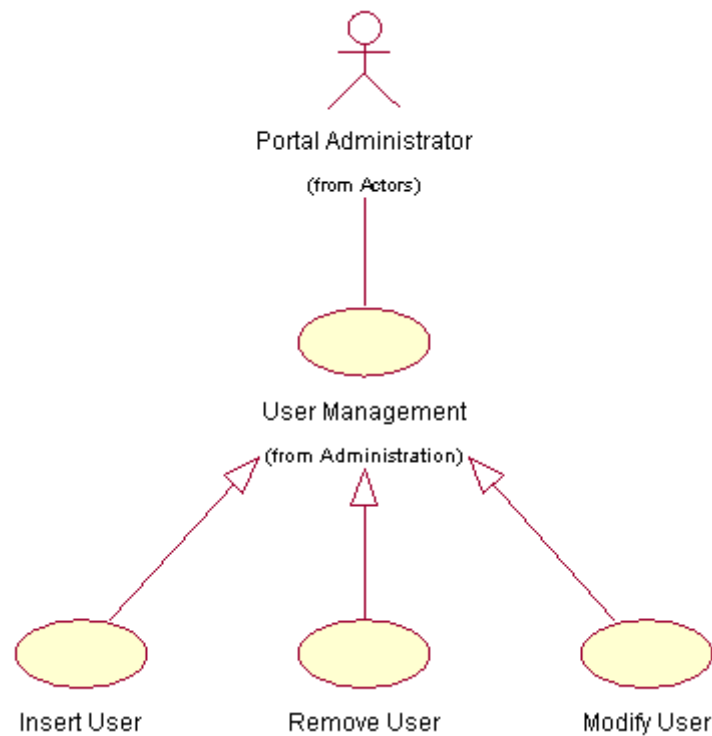 Portal Administrator
(from Actors)
User Management
(from Administration)
Insert User
Remove User
Modify User